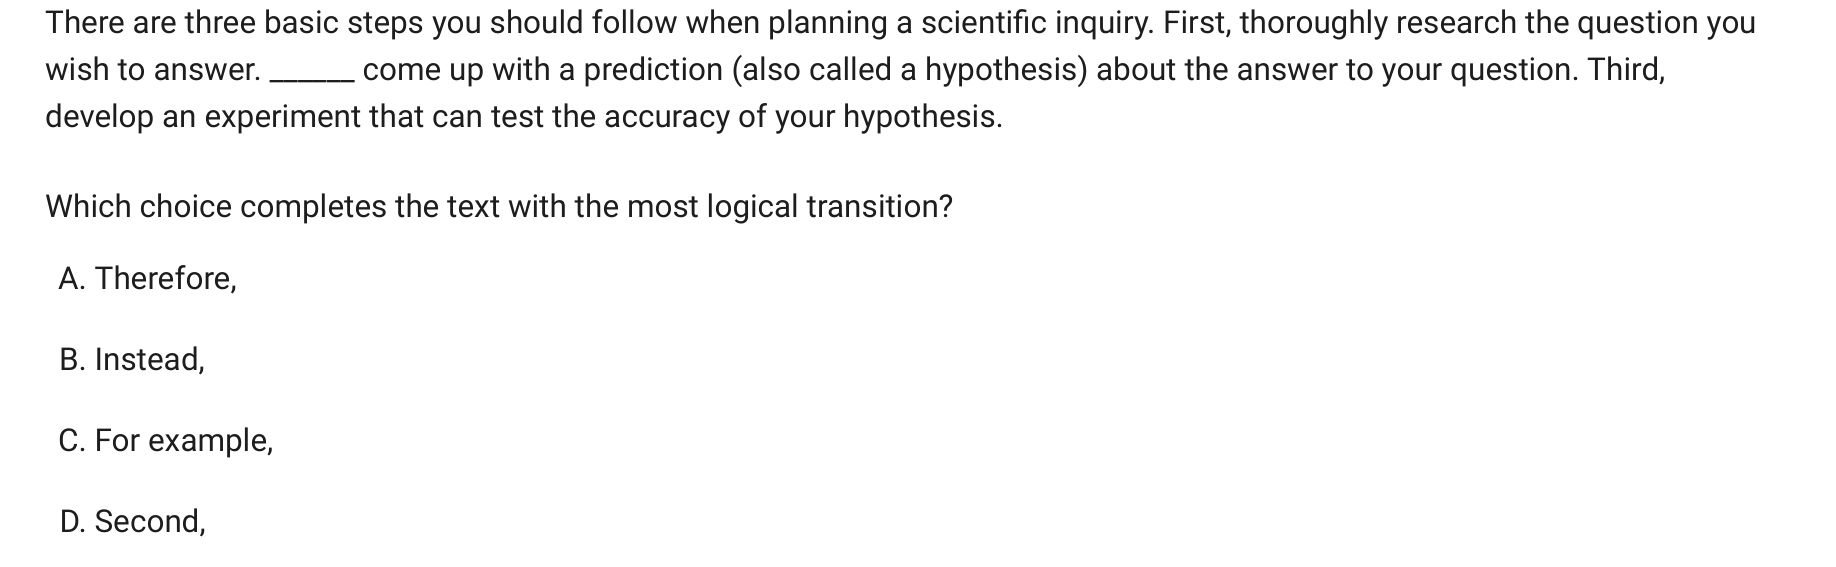 There are three basic steps you should follow when planning a scientific inquiry. First, thoroughly research the question you
wish to answer. ______ come up with a prediction (also called a hypothesis) about the answer to your question. Third,
develop an experiment that can test the accuracy of your hypothesis.
Which choice completes the text with the most logical transition?
A. Therefore,
B. Instead,
C. For example,
D. Second,